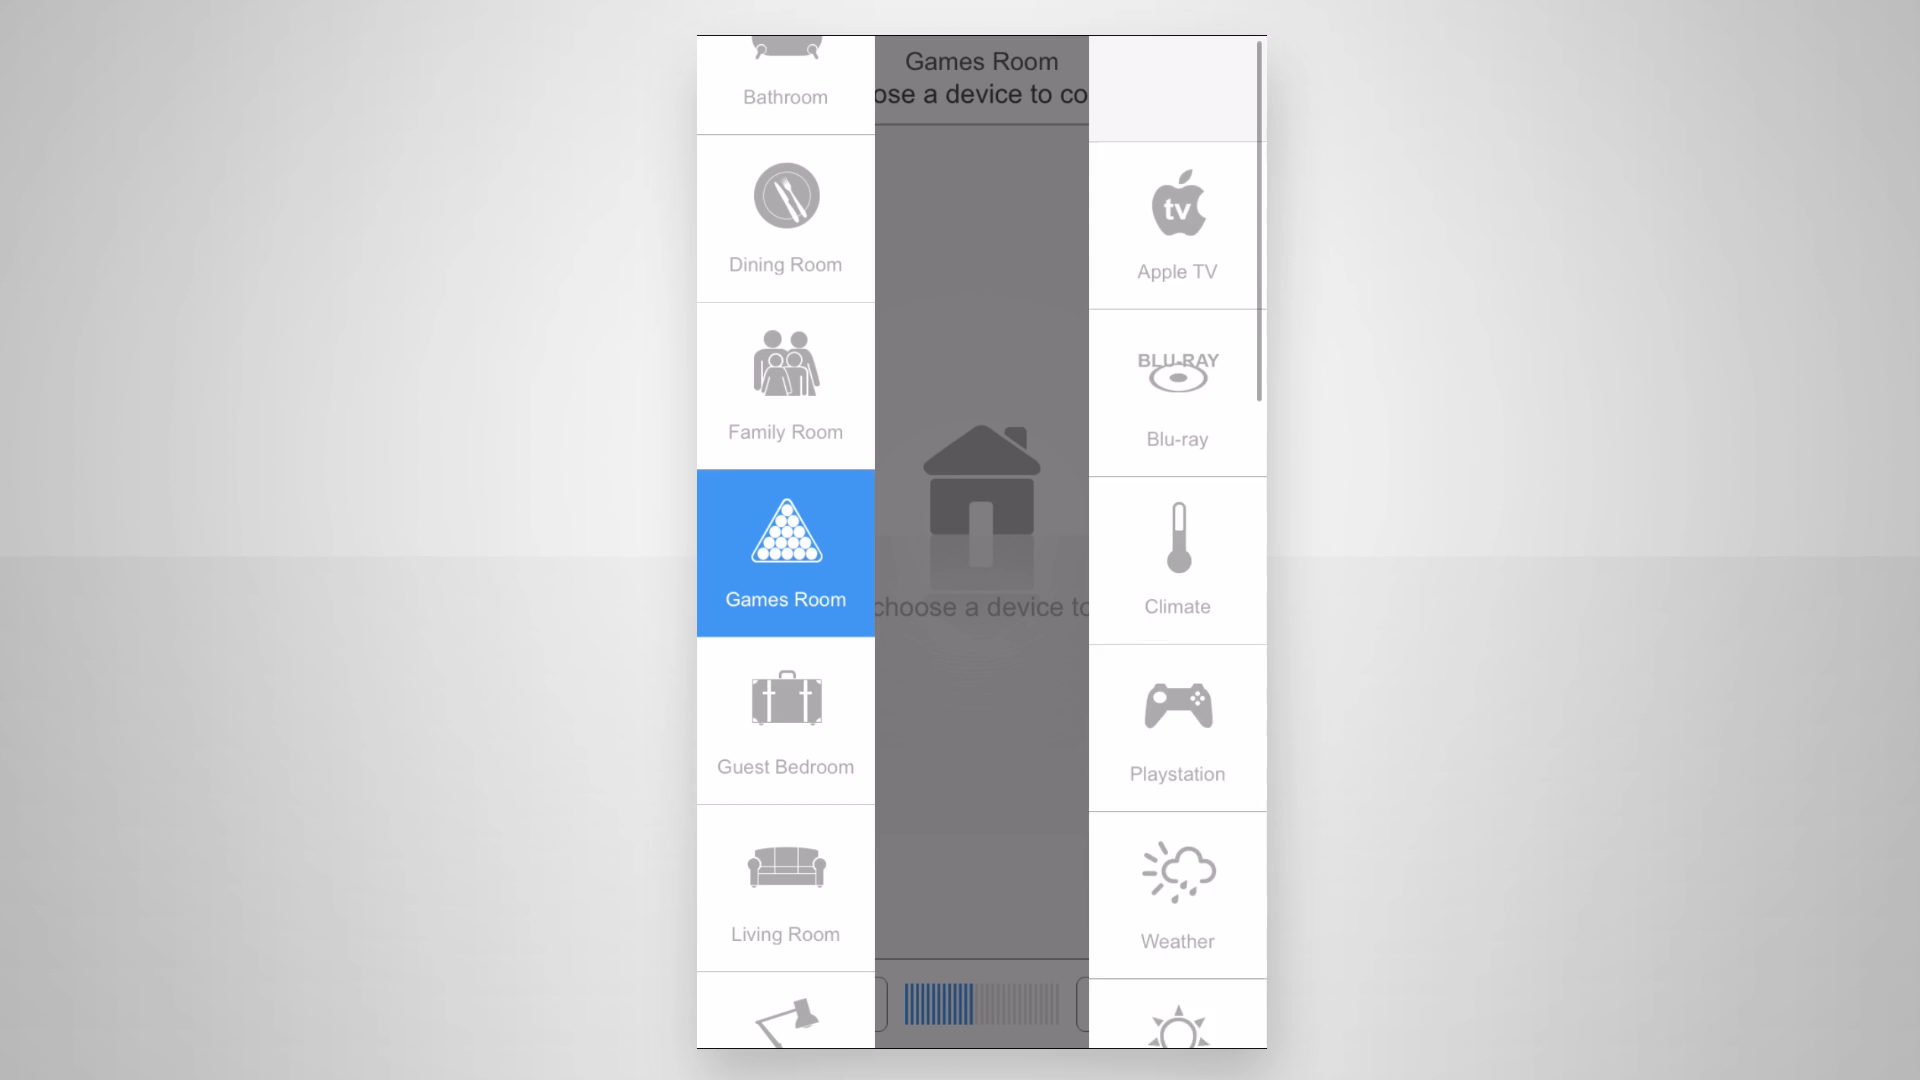 Bathroom
Dining Room
Family Room
Games Room
Guest Bedroom
Living Room
Games Room
ose a device to co
choose a device to
tv
Apple TV
BLU-RAY
Blu-ray
Climate
Playstation
Weather